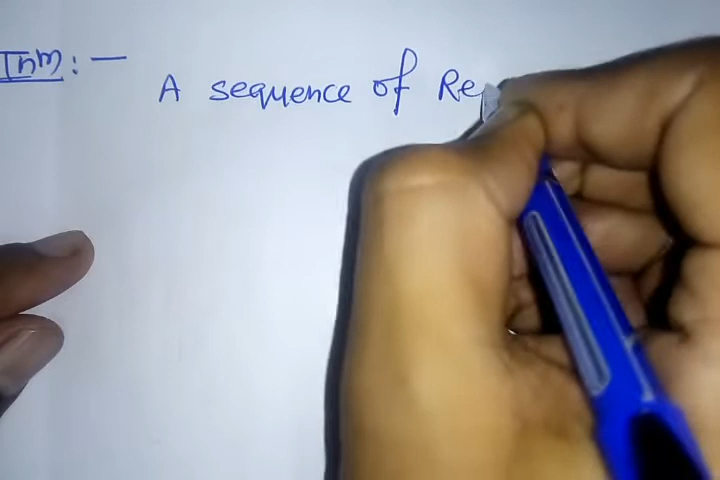 Thm: — A sequence of Re